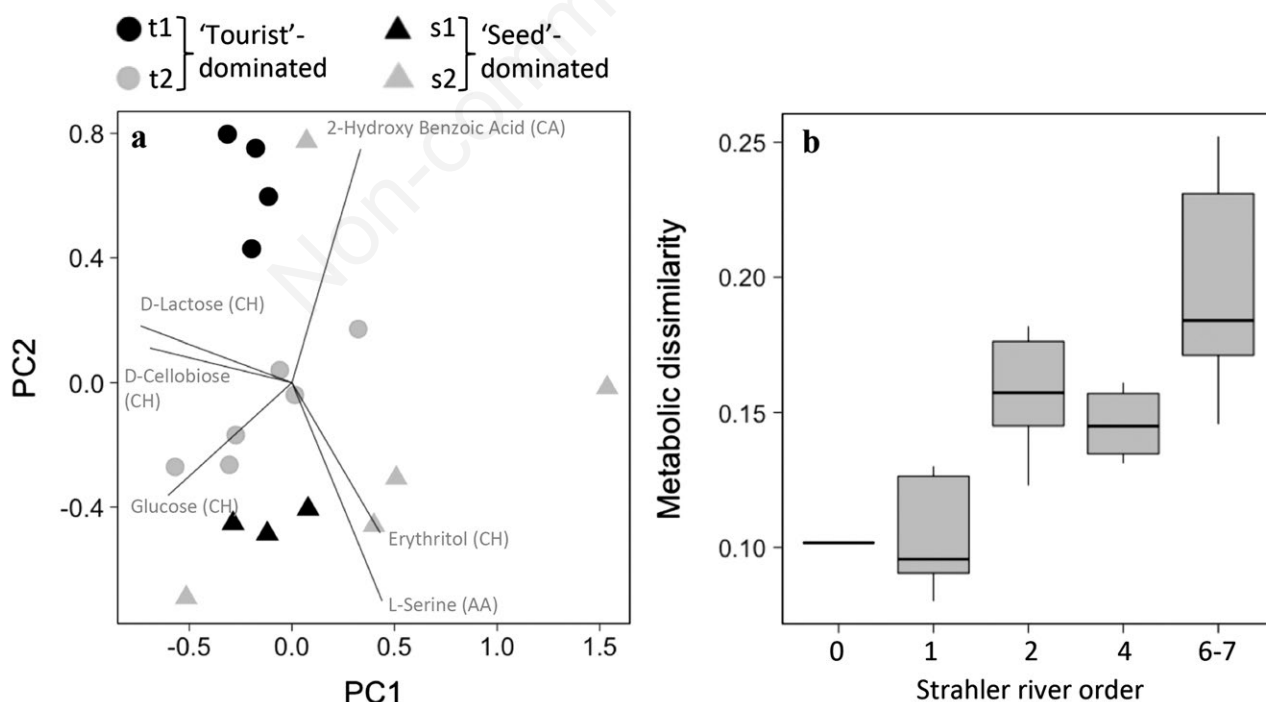 t1
t2
'Tourist'-
dominated
s1
s2
'Seed'-
dominated
Non-comm
a
2-Hydroxy Benzoic Acid (CA)
D-Lactose (CH)
D-Cellobiose
(CH)
Glucose (CH)
Erythritol (CH)
L-Serine (AA)
0.8
0.4
0.0
-0.4
PC2
-0.5
0.0
0.5
1.0
1.5
PC1
b
0.25
0.20
0.15
0.10
Metabolic dissimilarity
0
1
2
4
6-7
Strahler river order